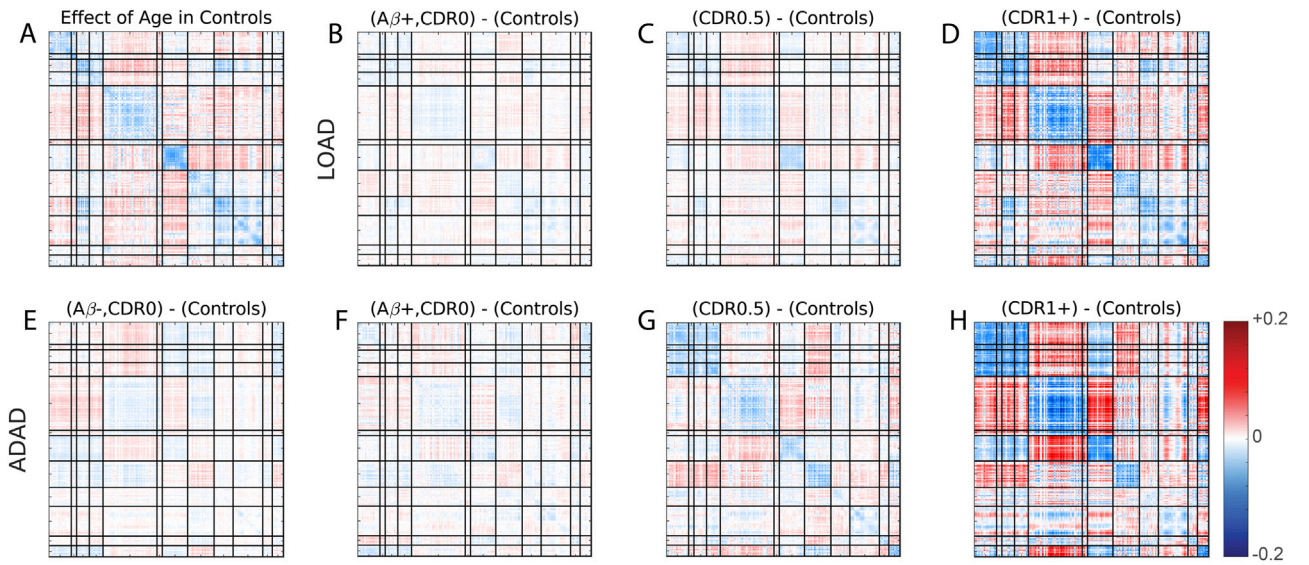 A
Effect of Age in Controls
B
(Aβ+,CDR0) - (Controls)
C
(CDR0.5) - (Controls)
D
(CDR1+) - (Controls)
LOAD
E
(Aβ-,CDR0) - (Controls)
F
(Aβ+,CDR0) - (Controls)
G
(CDR0.5) - (Controls)
H
(CDR1+) - (Controls)
ADAD
+0.2
0
-0.2